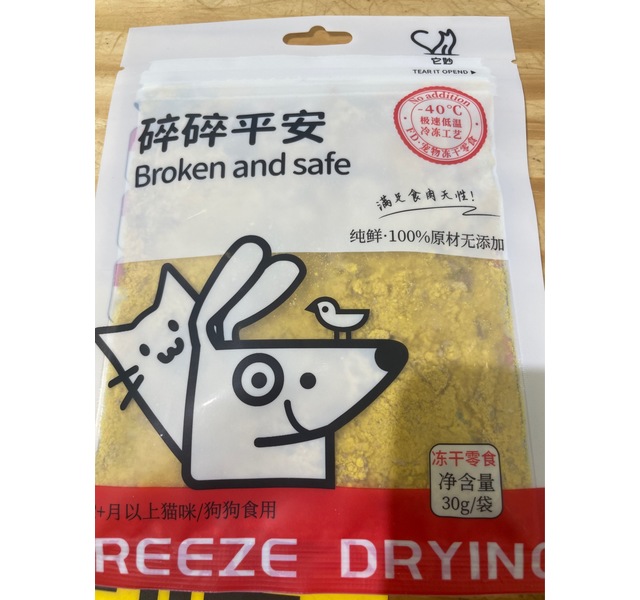 它妙
TEAR IT OPEND
碎碎平安
Broken and safe
No addition
-40°C
极速低温
冷冻工艺
FD·宠物冻干零食
满足食肉天性!
纯鲜·100%原材无添加
冻干零食
净含量
30g/袋
+月以上猫咪/狗狗食用
REEZE DRYING